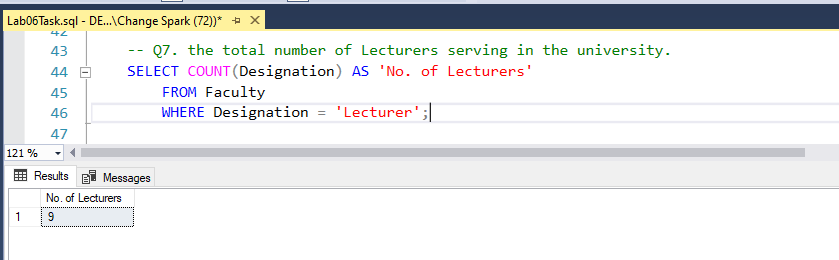 Lab06Task.sql - DE...\Change Spark (72))*
42
43 -- Q7. the total number of Lecturers serving in the university.
44 SELECT COUNT(Designation) AS 'No. of Lecturers'
45 FROM Faculty
46 WHERE Designation = 'Lecturer';
47
121 %
Results Messages
No. of Lecturers
1 9